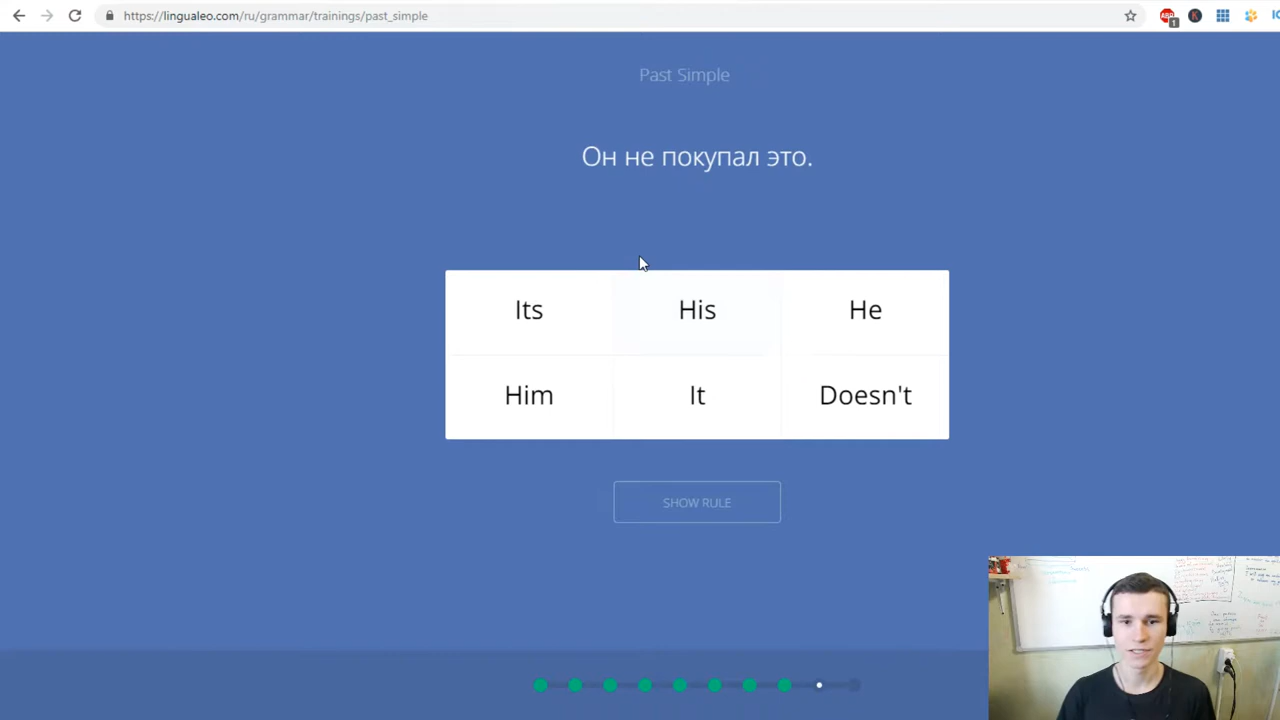 https://lingualeo.com/ru/grammar/trainings/past_simple
Past Simple
Он не покупал это.
Its
His
He
Him
It
Doesn't
SHOW RULE